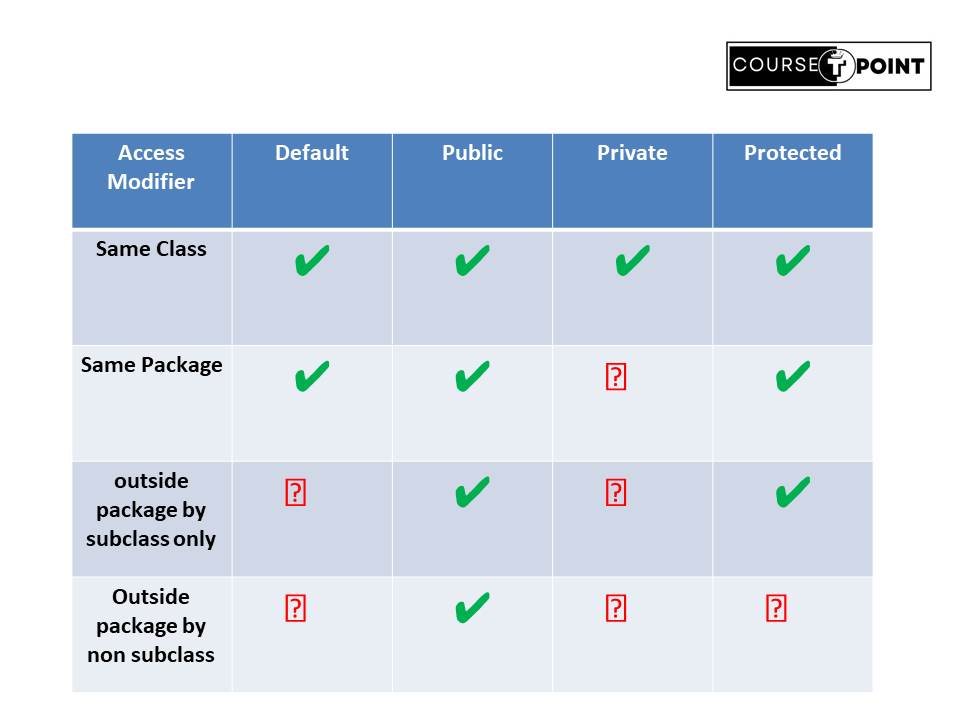 COURSE T POINT
Access Modifier Default Public Private Protected
Same Class ✔ ✔ ✔ ✔
Same Package ✔ ✔ ⍰ ✔
outside package by subclass only ⍰ ✔ ⍰ ✔
Outside package by non subclass ⍰ ✔ ⍰ ⍰